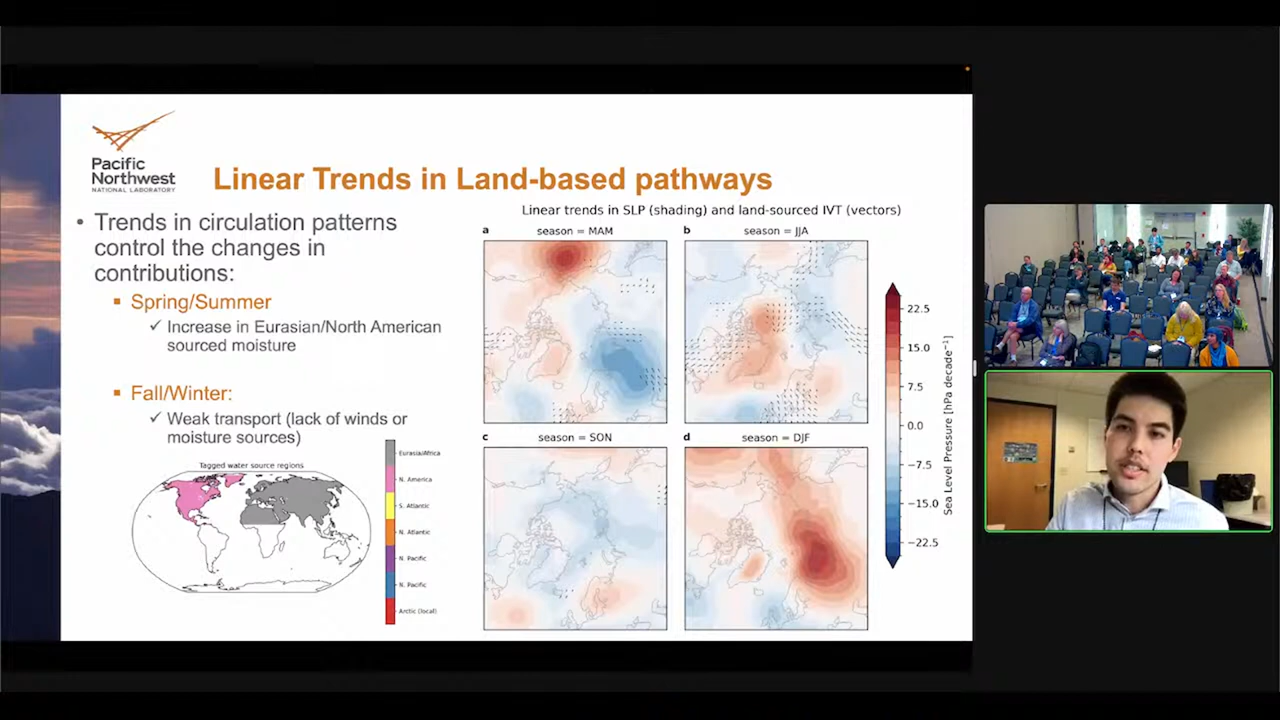 Pacific
Northwest
NATIONAL LABORATORY
Linear Trends in Land-based pathways
• Trends in circulation patterns
control the changes in
contributions:
▪ Spring/Summer
✓ Increase in Eurasian/North American
sourced moisture
▪ Fall/Winter:
✓ Weak transport (lack of winds or
moisture sources)
Tagged water source regions
Eurasia/Africa
N. America
S. Atlantic
N. Atlantic
N. Pacific
N. Pacific
Arctic (local)
Linear trends in SLP (shading) and land-sourced IVT (vectors)
a season = MAM
b season = JJA
c season = SON
d season = DJF
22.5
15.0
7.5
0.0
−7.5
−15.0
−22.5
Sea Level Pressure [hPa decade⁻¹]